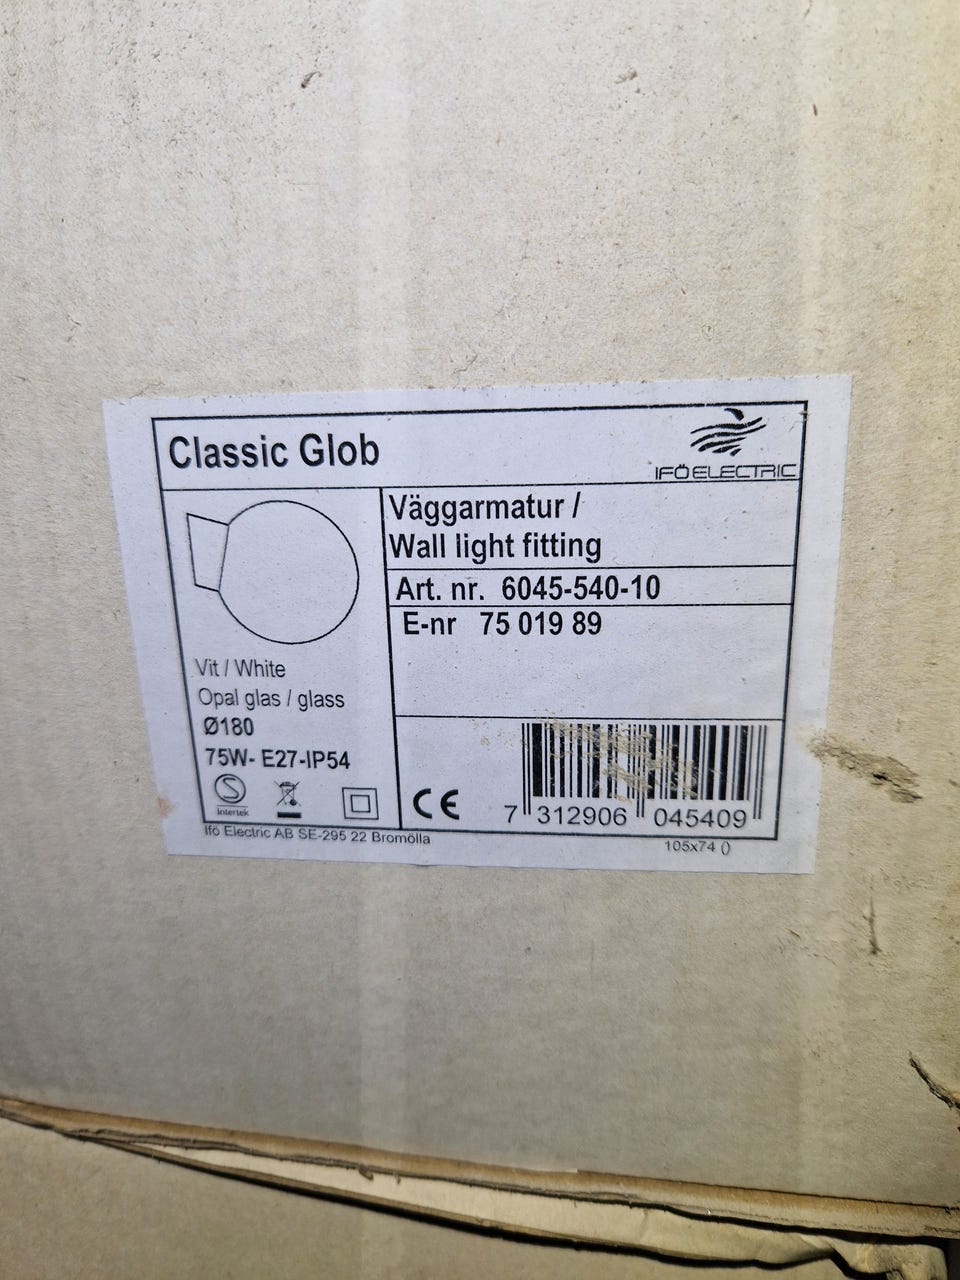 Classic Glob
IFÖ ELECTRIC
Väggarmatur /
Wall light fitting
Art. nr. 6045-540-10
E-nr 75 019 89
Vit / White
Opal glas / glass
Ø180
75W- E27-IP54
S
Intertek
CE
7 312906 045409
Ifö Electric AB SE-295 22 Bromölla
105x74 ()